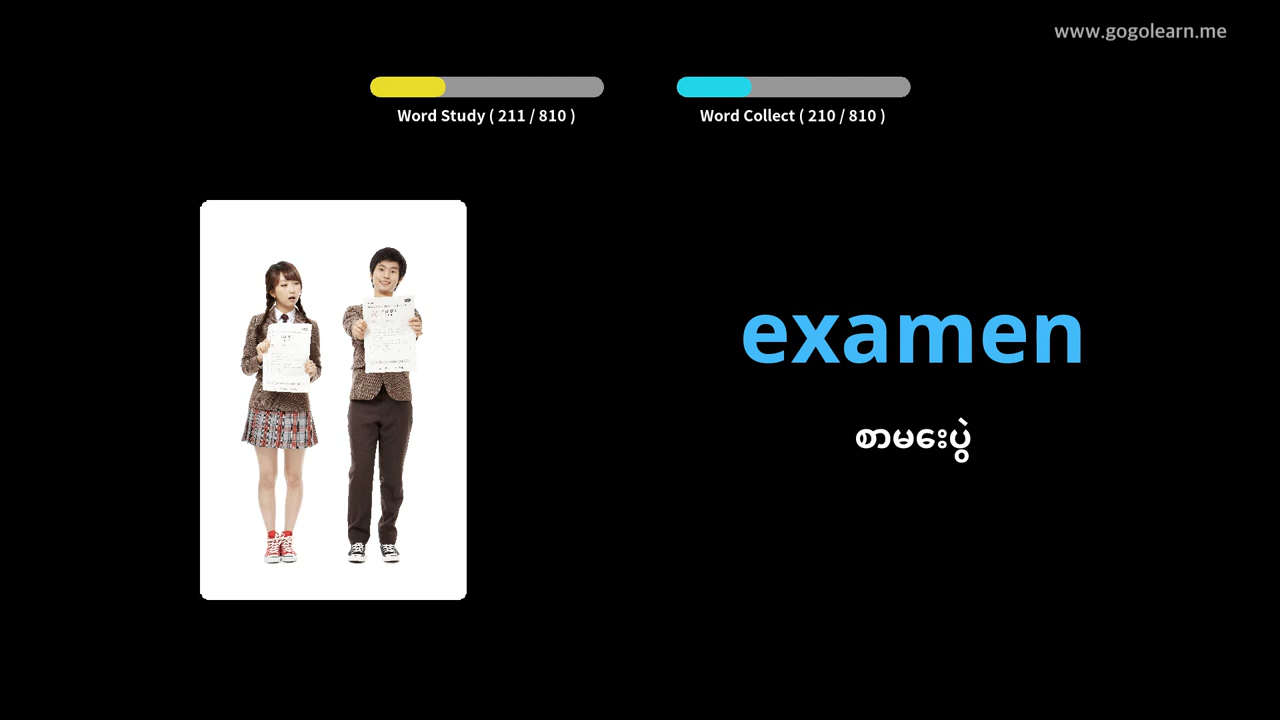 www.gogolearn.me
Word Study ( 211 / 810 )
Word Collect ( 210 / 810 )
examen
စာမေးပွဲ